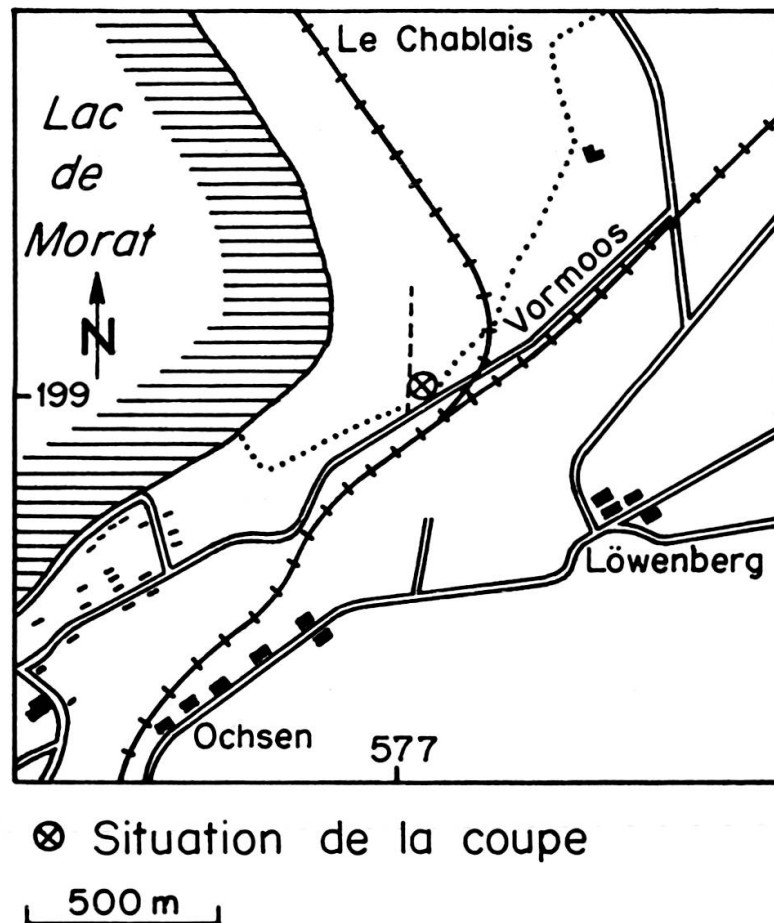 Le Chablais
Lac
de
Morat
N
Vormoos
199
Löwenberg
Ochsen
577
⊗ Situation de la coupe
500 m